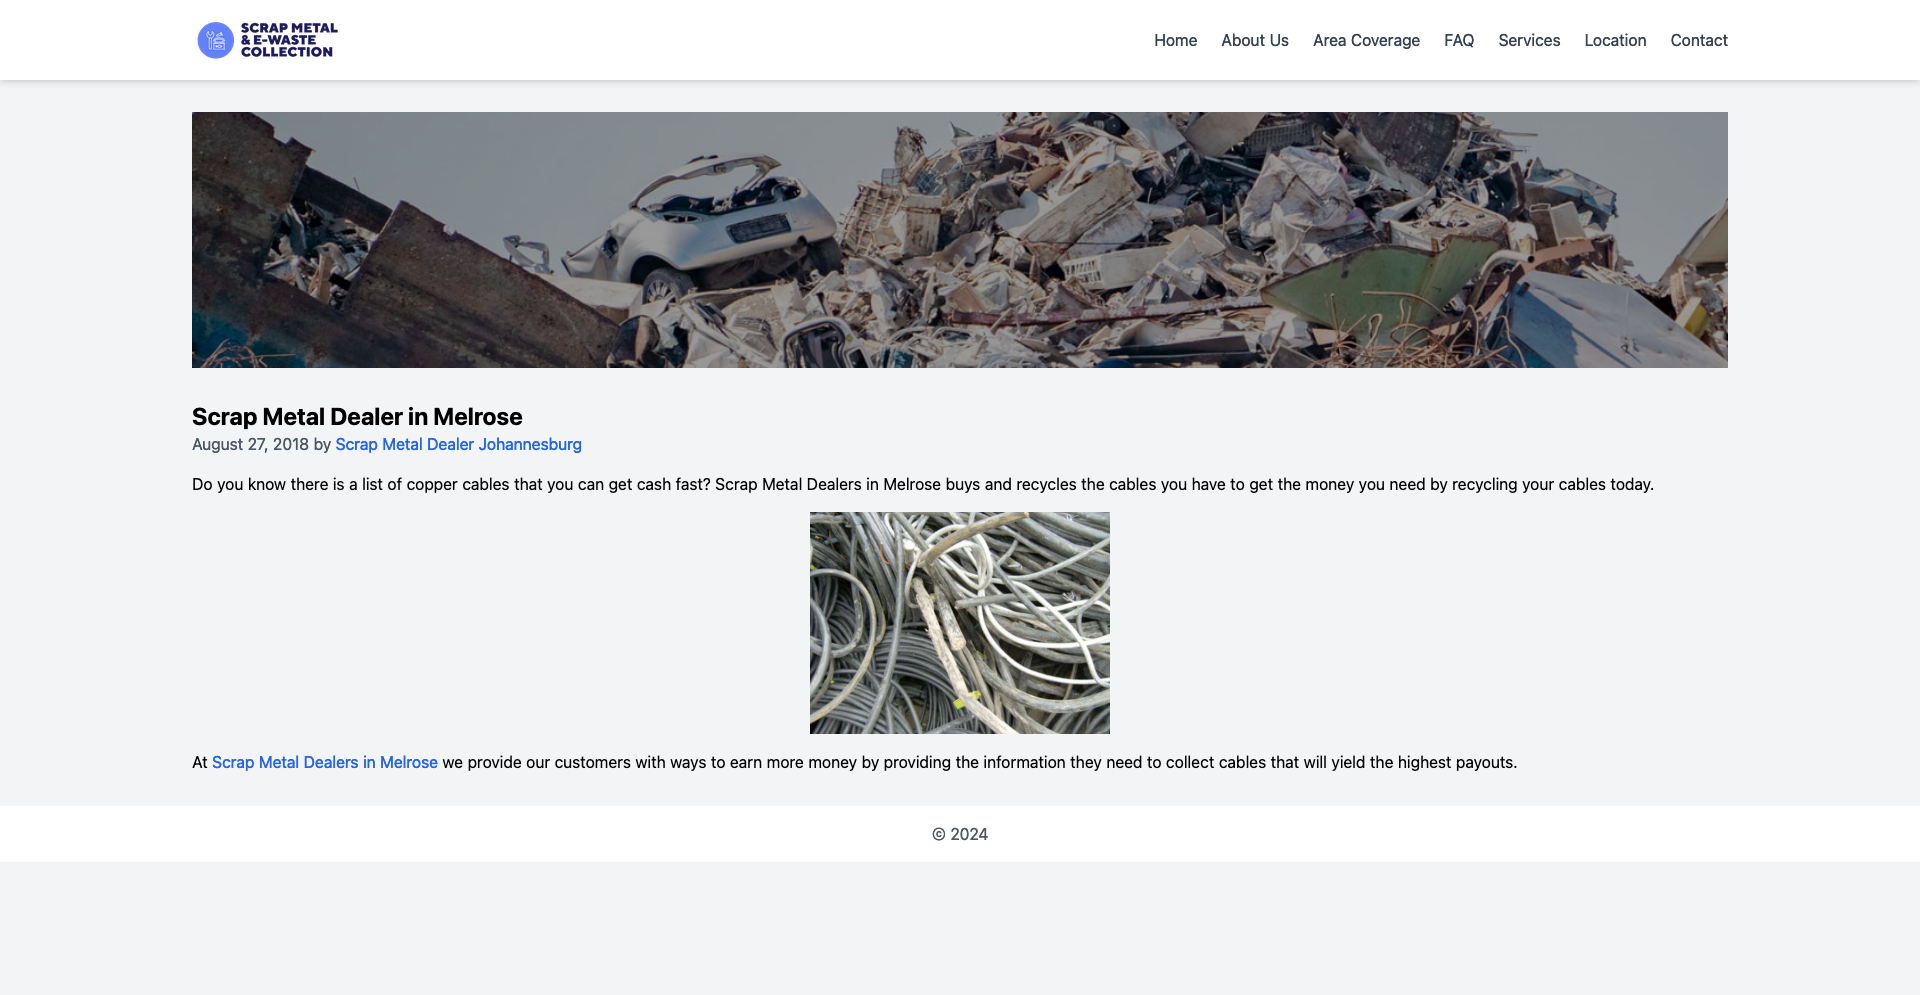 SCRAP METAL
& E-WASTE
COLLECTION
Home About Us Area Coverage FAQ Services Location Contact
Scrap Metal Dealer in Melrose
August 27, 2018 by Scrap Metal Dealer Johannesburg
Do you know there is a list of copper cables that you can get cash fast? Scrap Metal Dealers in Melrose buys and recycles the cables you have to get the money you need by recycling your cables today.
At Scrap Metal Dealers in Melrose we provide our customers with ways to earn more money by providing the information they need to collect cables that will yield the highest payouts.
© 2024